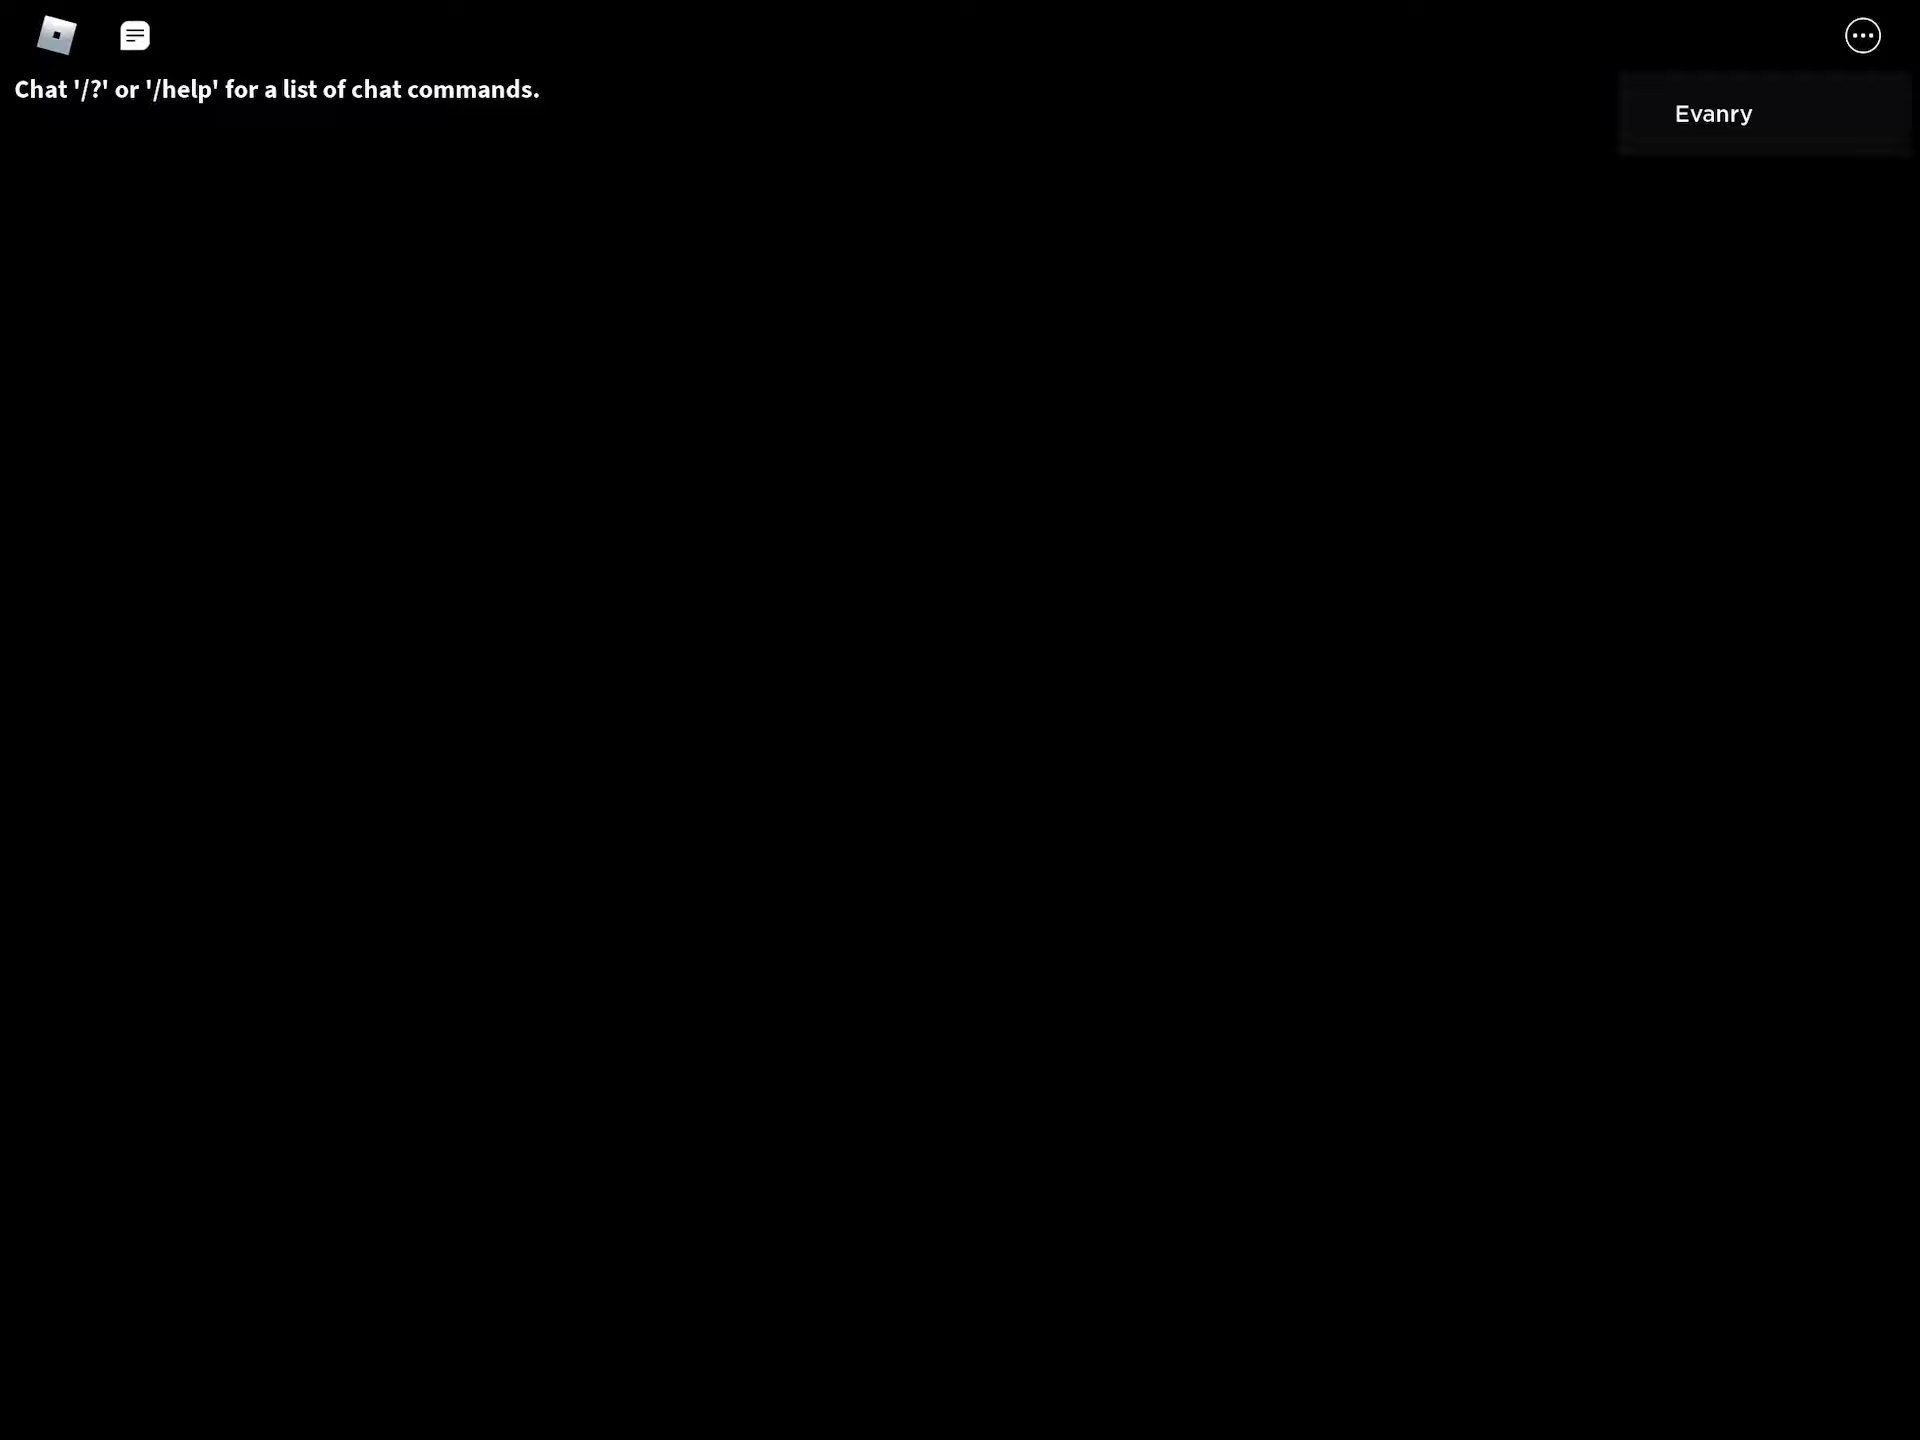 Chat '/?' or '/help' for a list of chat commands.
Evanry